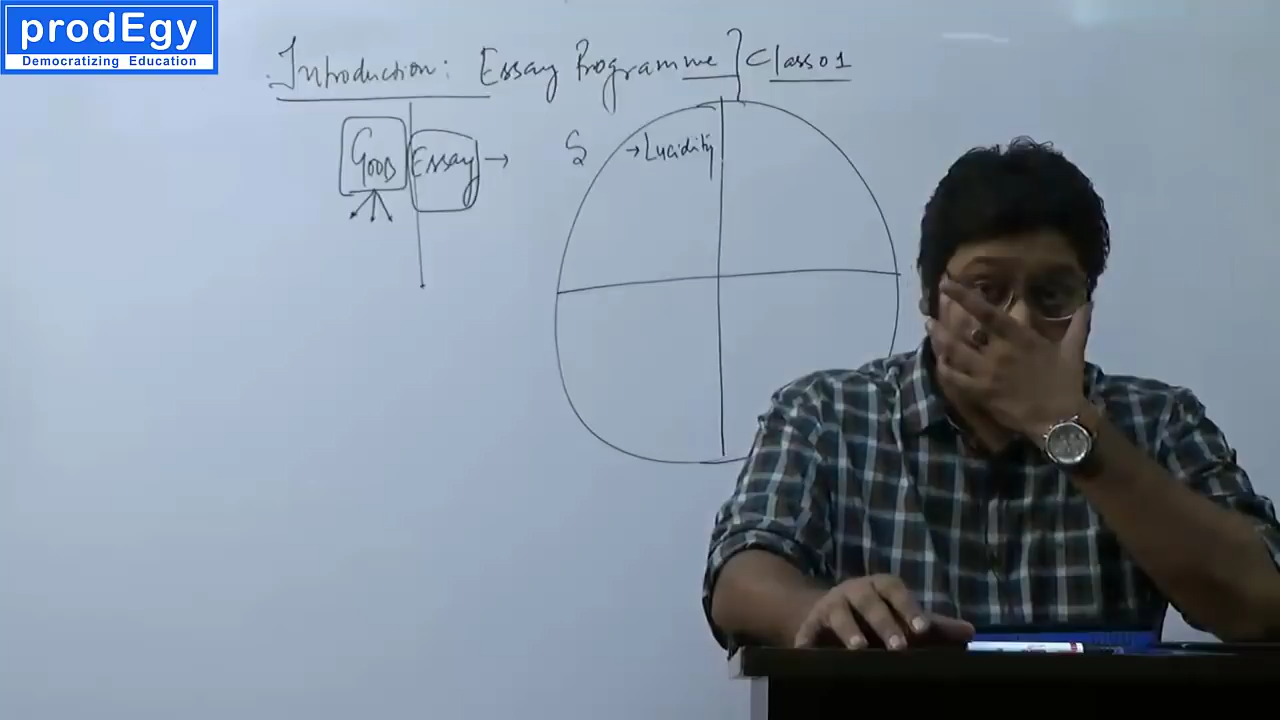 prodEgy
Democratizing Education
Introduction: Essay Programme Class 01
GOOD Essay →
→ Lucidity